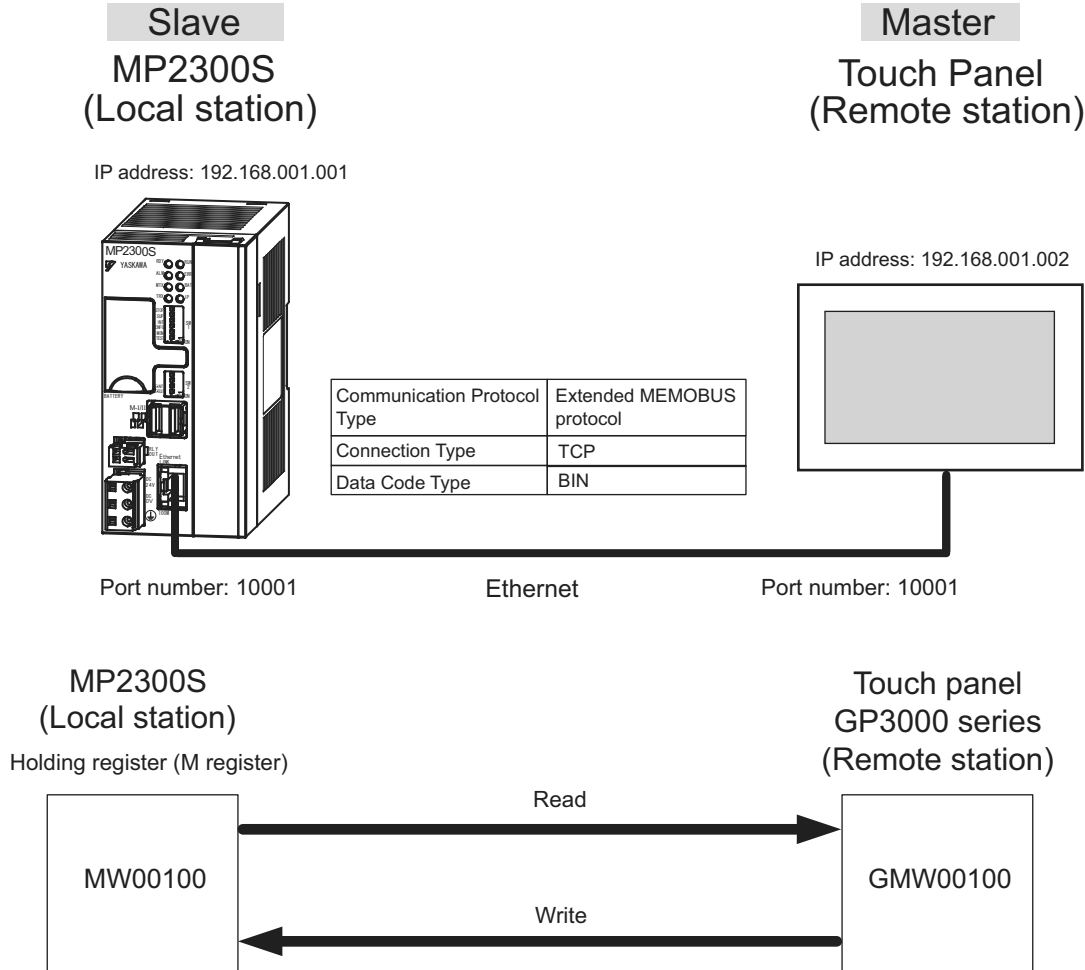 Slave
MP2300S
(Local station)
IP address: 192.168.001.001
Master
Touch Panel
(Remote station)
IP address: 192.168.001.002
MP2300S
YASKAWA
BATTERY
Ethernet
Communication Protocol Type
Extended MEMOBUS protocol
Connection Type
TCP
Data Code Type
BIN
Port number: 10001
Ethernet
Port number: 10001
MP2300S
(Local station)
Holding register (M register)
MW00100
Touch panel
GP3000 series
(Remote station)
GMW00100
Read
Write